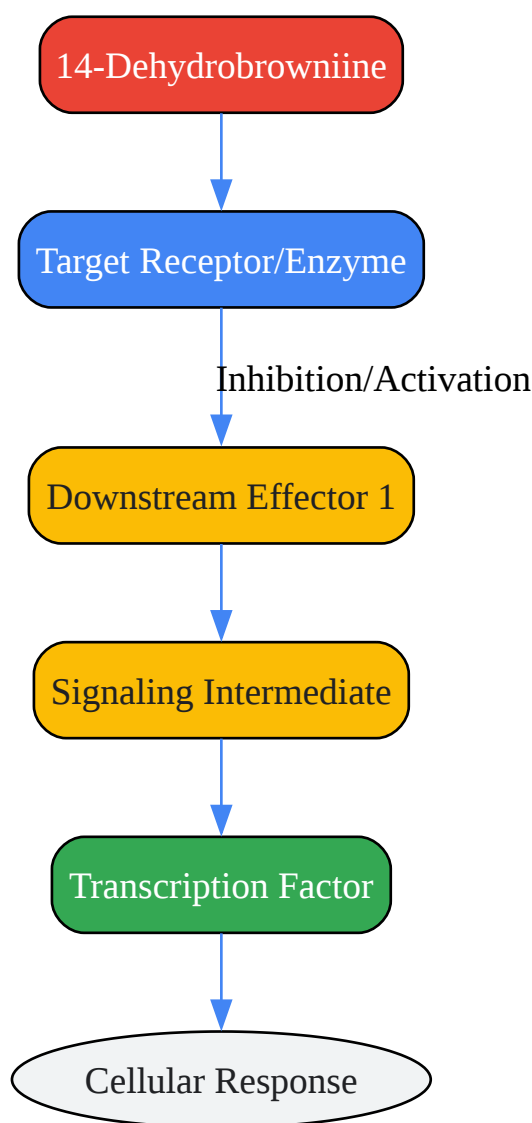 14-Dehydrobrowniine
Target Receptor/Enzyme
Inhibition/Activation
Downstream Effector 1
Signaling Intermediate
Transcription Factor
Cellular Response